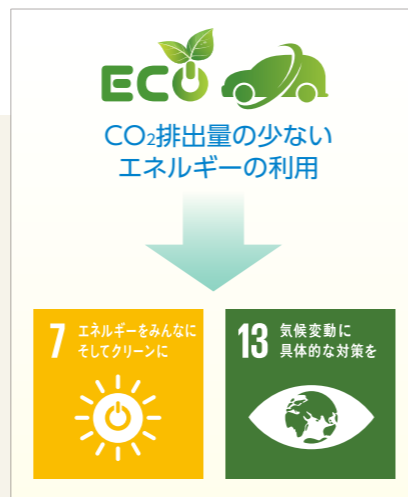 ECO
CO₂排出量の少ない
エネルギーの利用
7 エネルギーをみんなに
そしてクリーンに
13 気候変動に
具体的な対策を